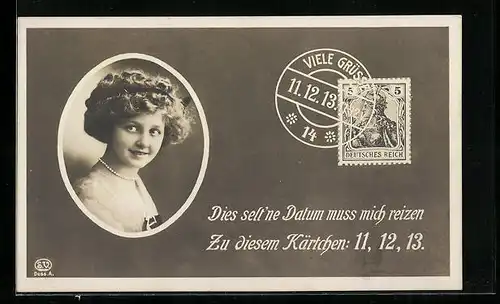 VIELE GRÜSSE
11.12.13.
14
5 5
DEUTSCHES REICH
Dies selt'ne Datum muss mich reizen
Zu diesem Kärtchen: 11, 12, 13.